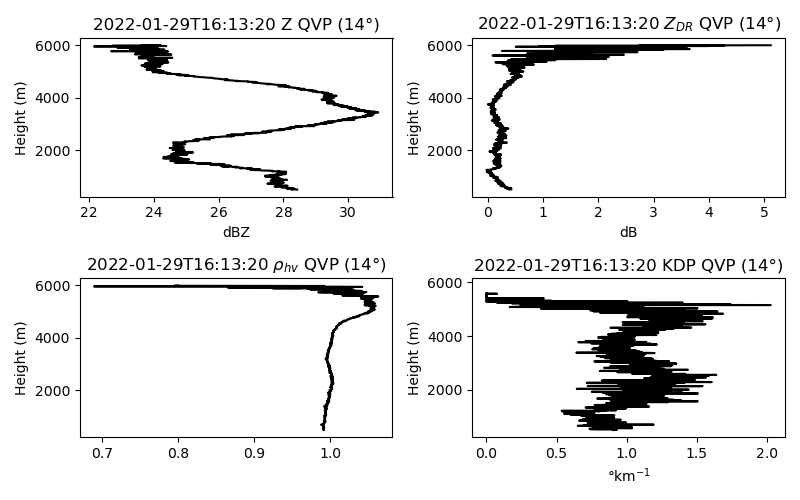 2022-01-29T16:13:20 Z QVP (14°)
6000
4000
2000
Height (m)
22 24 26 28 30
dBZ
2022-01-29T16:13:20 Z_DR QVP (14°)
6000
4000
2000
Height (m)
0 1 2 3 4 5
dB
2022-01-29T16:13:20 ρ_hv QVP (14°)
6000
4000
2000
Height (m)
0.7 0.8 0.9 1.0
2022-01-29T16:13:20 KDP QVP (14°)
6000
4000
2000
Height (m)
0.0 0.5 1.0 1.5 2.0
°km⁻¹